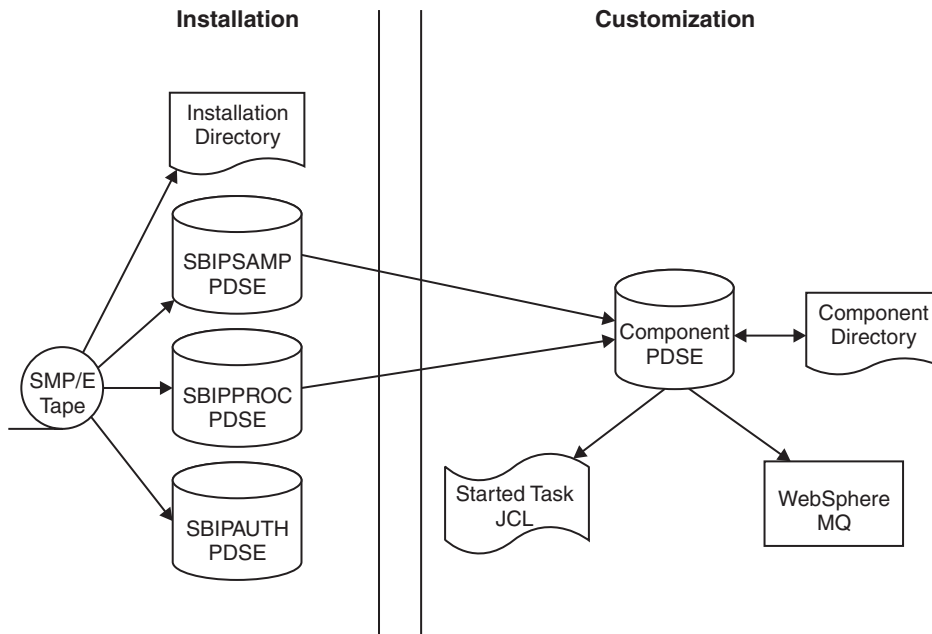 Installation
Customization
Installation
Directory
SBIPSAMP
PDSE
SBIPPROC
PDSE
SMP/E
Tape
SBIPAUTH
PDSE
Component
PDSE
Component
Directory
Started Task
JCL
WebSphere
MQ